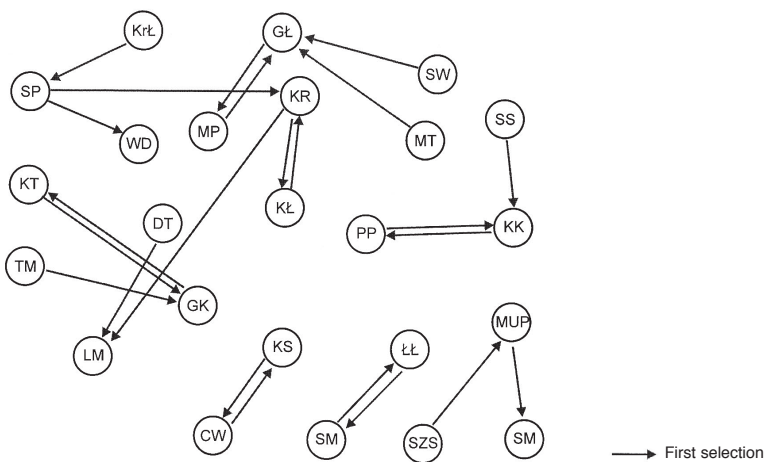 KrŁ
GŁ
SW
SP
KR
MP
WD
MT
SS
KT
DT
KŁ
PP
KK
TM
GK
LM
KS
ŁŁ
MUP
CW
SM
SZS
SM
First selection